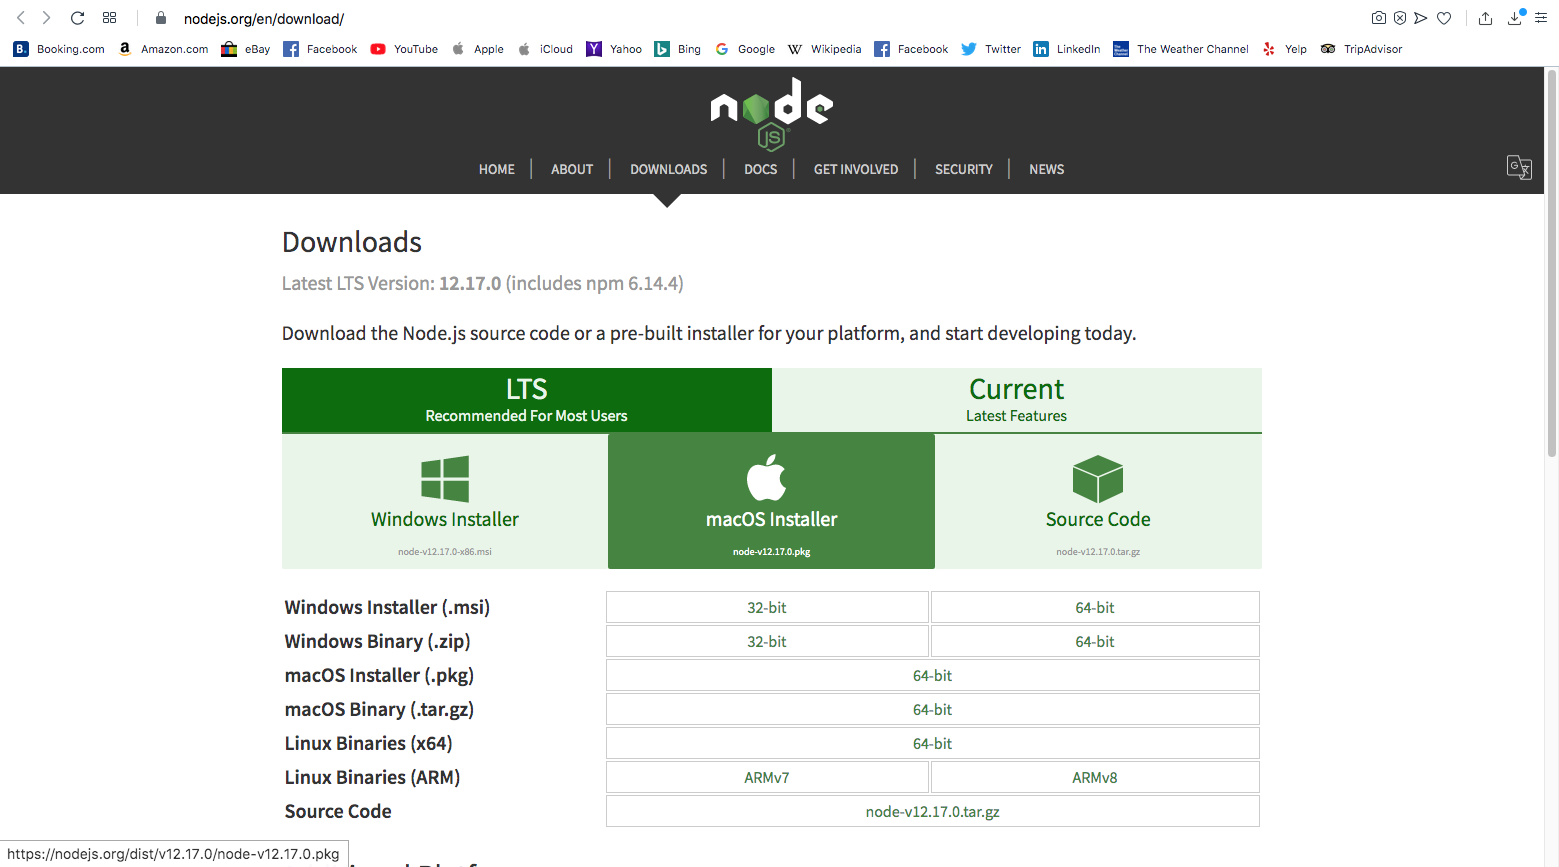 nodejs.org/en/download/
B. Booking.com a Amazon.com eBay Facebook YouTube Apple iCloud Yahoo Bing Google Wikipedia Facebook Twitter LinkedIn The Weather Channel Yelp TripAdvisor
node
JS
HOME ABOUT DOWNLOADS DOCS GET INVOLVED SECURITY NEWS
Downloads
Latest LTS Version: 12.17.0 (includes npm 6.14.4)
Download the Node.js source code or a pre-built installer for your platform, and start developing today.
LTS Current
Recommended For Most Users Latest Features
Windows Installer macOS Installer Source Code
node-v12.17.0-x86.msi node-v12.17.0.pkg node-v12.17.0.tar.gz
Windows Installer (.msi) 32-bit 64-bit
Windows Binary (.zip) 32-bit 64-bit
macOS Installer (.pkg) 64-bit
macOS Binary (.tar.gz) 64-bit
Linux Binaries (x64) 64-bit
Linux Binaries (ARM) ARMv7 ARMv8
Source Code node-v12.17.0.tar.gz
https://nodejs.org/dist/v12.17.0/node-v12.17.0.pkg